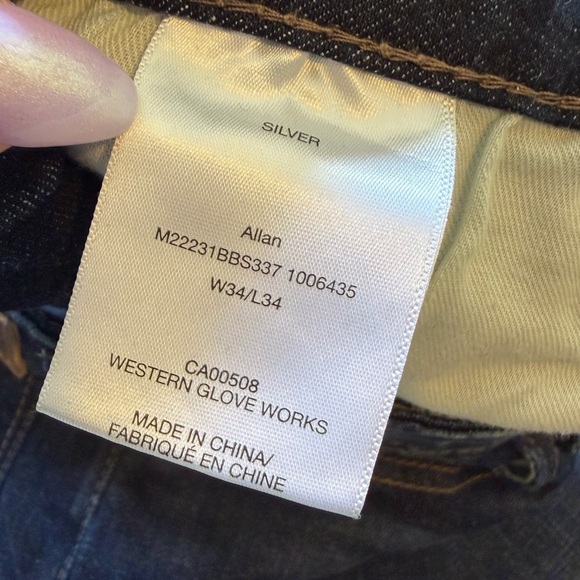 SILVER
Allan
M22231BBS337 1006435
W34/L34
CA00508
WESTERN GLOVE WORKS
MADE IN CHINA/
FABRIQUÉ EN CHINE